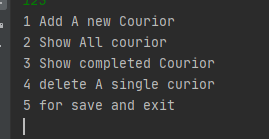 123
1 Add A new Courior
2 Show All courior
3 Show completed Courior
4 delete A single curior
5 for save and exit